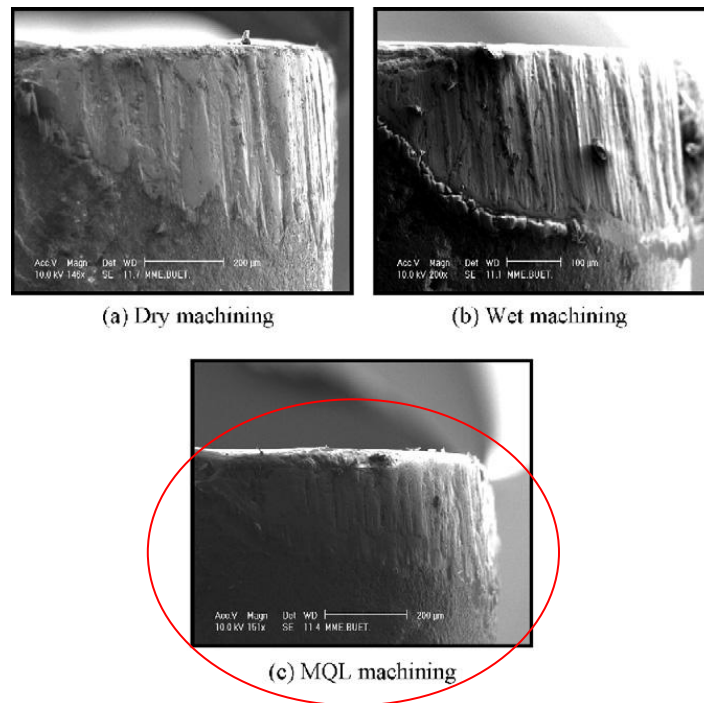 Acc.V Magn Det WD 200 µm
10.0 kV 146x SE 11.7 MME.BUET.
(a) Dry machining
Acc.V Magn Det WD 100 µm
10.0 kV 200x SE 11.1 MME.BUET.
(b) Wet machining
Acc.V Magn Det WD 200 µm
10.0 kV 151x SE 11.4 MME.BUET.
(c) MQL machining